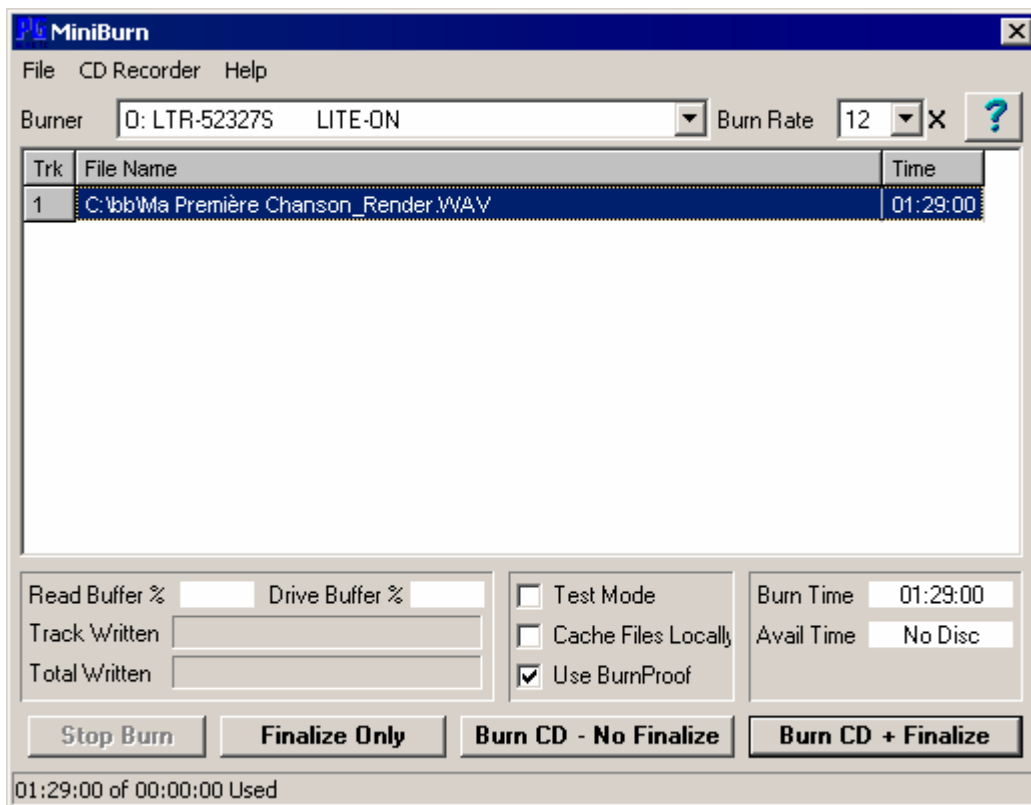 PG MiniBurn
File CD Recorder Help
Burner O: LTR-52327S LITE-ON Burn Rate 12 X ?
Trk File Name Time
1 C:\bb\Ma Première Chanson_Render.WAV 01:29:00
Read Buffer % Drive Buffer % Test Mode Burn Time 01:29:00
Track Written Cache Files Locally Avail Time No Disc
Total Written Use BurnProof
Stop Burn Finalize Only Burn CD - No Finalize Burn CD + Finalize
01:29:00 of 00:00:00 Used